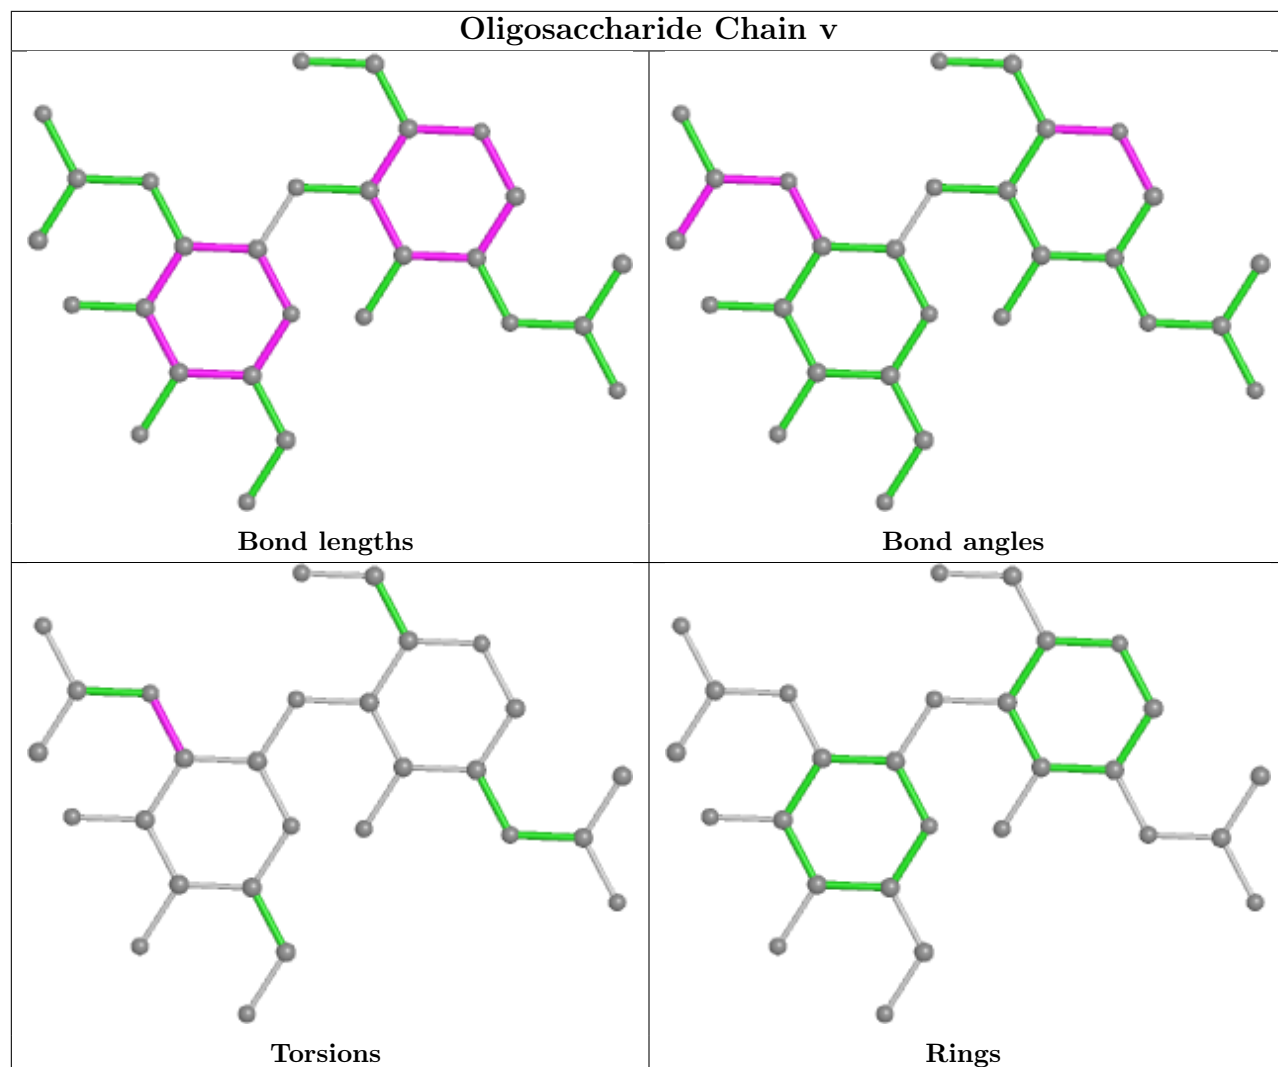 Oligosaccharide Chain v
Bond lengths
Bond angles
Torsions
Rings